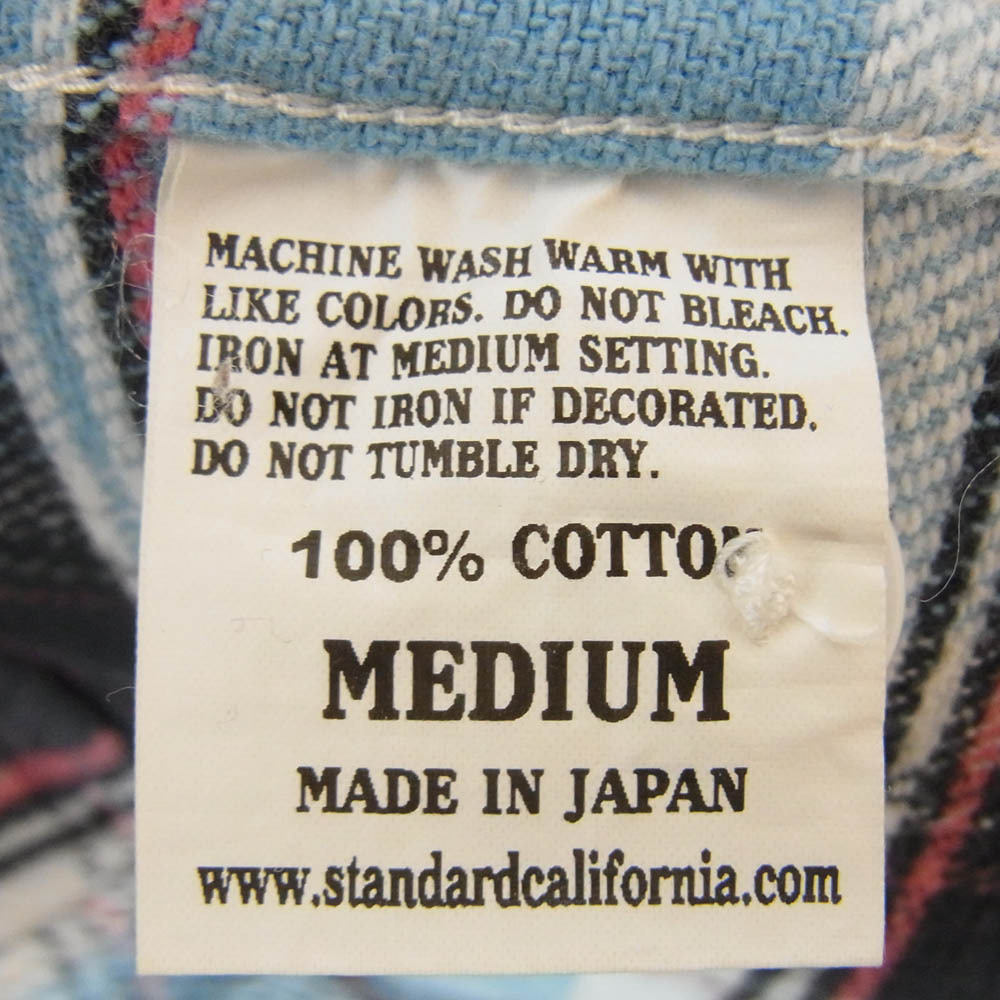 MACHINE WASH WARM WITH
LIKE COLORS. DO NOT BLEACH.
IRON AT MEDIUM SETTING.
DO NOT IRON IF DECORATED.
DO NOT TUMBLE DRY.
100% COTTON
MEDIUM
MADE IN JAPAN
www.standardcalifornia.com